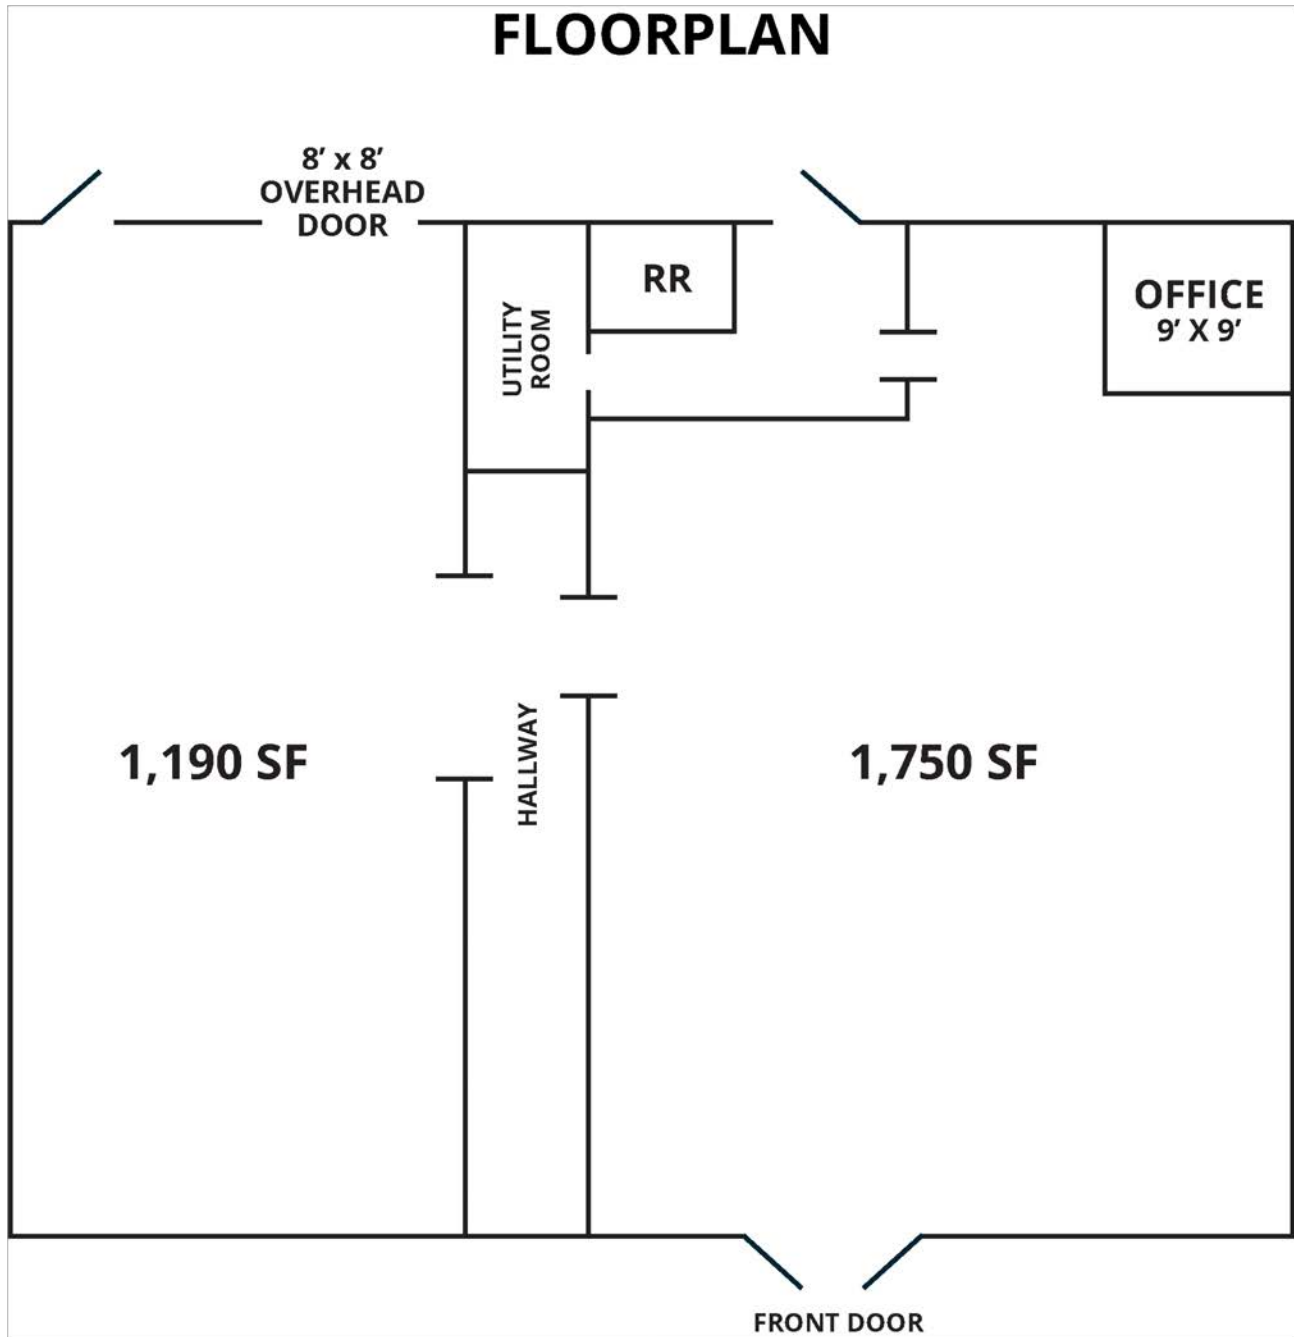 FLOORPLAN
8’ x 8’
OVERHEAD
DOOR
UTILITY
ROOM
RR
OFFICE
9’ X 9’
1,190 SF
HALLWAY
1,750 SF
FRONT DOOR